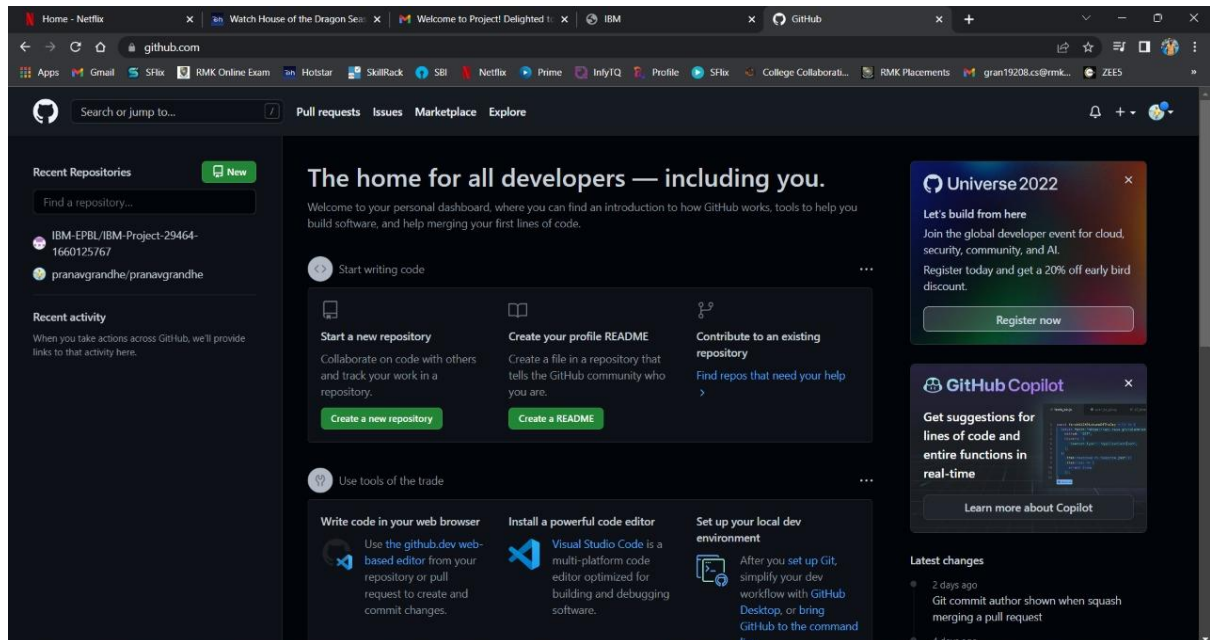 Home - Netflix
Watch House of the Dragon Seas
Welcome to Project! Delighted to
IBM
GitHub
github.com
Apps
Gmail
SFlix
RMK Online Exam
Hotstar
SkillRack
SBI
Netflix
Prime
InfyTQ
Profile
SFlix
College Collaborati...
RMK Placements
gran19208.cs@rmk...
ZEE5
»
Search or jump to...
/
Pull requests
Issues
Marketplace
Explore
Recent Repositories
New
Find a repository...
IBM-EPBL/IBM-Project-29464-
1660125767
pranavgrandhe/pranavgrandhe
Recent activity
When you take actions across GitHub, we'll provide
links to that activity here.
The home for all developers — including you.
Welcome to your personal dashboard, where you can find an introduction to how GitHub works, tools to help you
build software, and help merging your first lines of code.
Start writing code
Start a new repository
Collaborate on code with others
and track your work in a
repository.
Create a new repository
Create your profile README
Create a file in a repository that
tells the GitHub community who
you are.
Create a README
Contribute to an existing
repository
Find repos that need your help
Use tools of the trade
Write code in your web browser
Use the github.dev web-
based editor from your
repository or pull
request to create and
commit changes.
Install a powerful code editor
Visual Studio Code is a
multi-platform code
editor optimized for
building and debugging
software.
Set up your local dev
environment
After you set up Git,
simplify your dev
workflow with GitHub
Desktop, or bring
GitHub to the command
Universe 2022
Let's build from here
Join the global developer event for cloud,
security, community, and AI.
Register today and get a 20% off early bird
discount.
Register now
GitHub Copilot
Get suggestions for
lines of code and
entire functions in
real-time
Learn more about Copilot
Latest changes
2 days ago
Git commit author shown when squash
merging a pull request